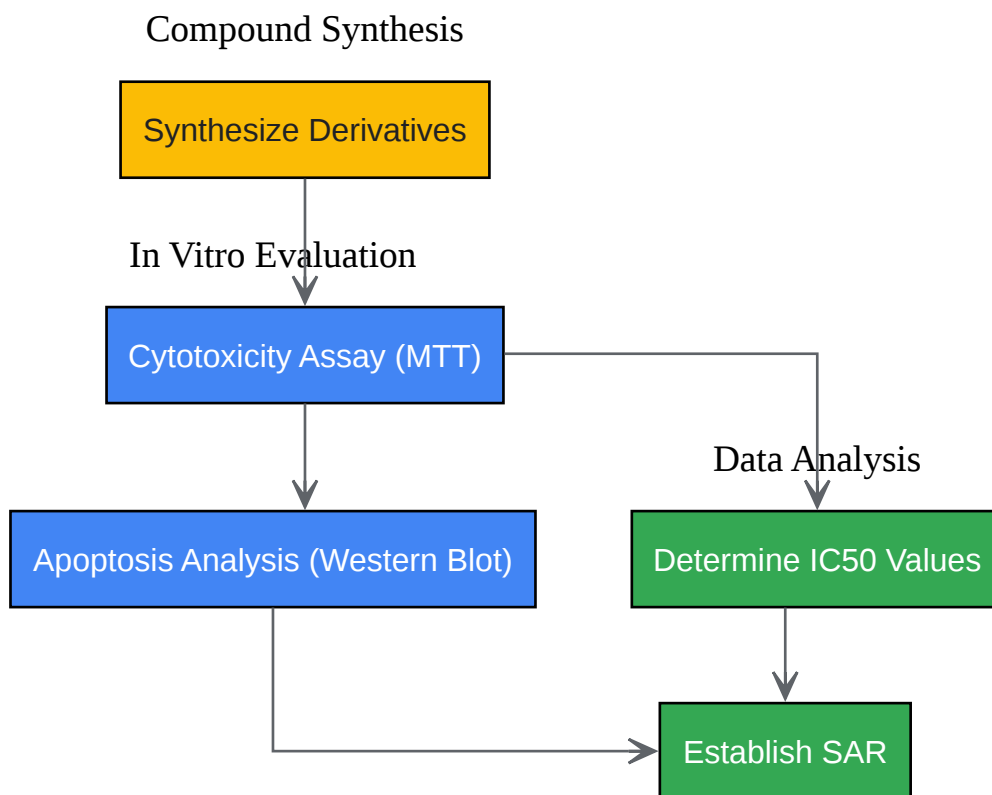 Compound Synthesis
Synthesize Derivatives
In Vitro Evaluation
Cytotoxicity Assay (MTT)
Data Analysis
Apoptosis Analysis (Western Blot)
Determine IC50 Values
Establish SAR